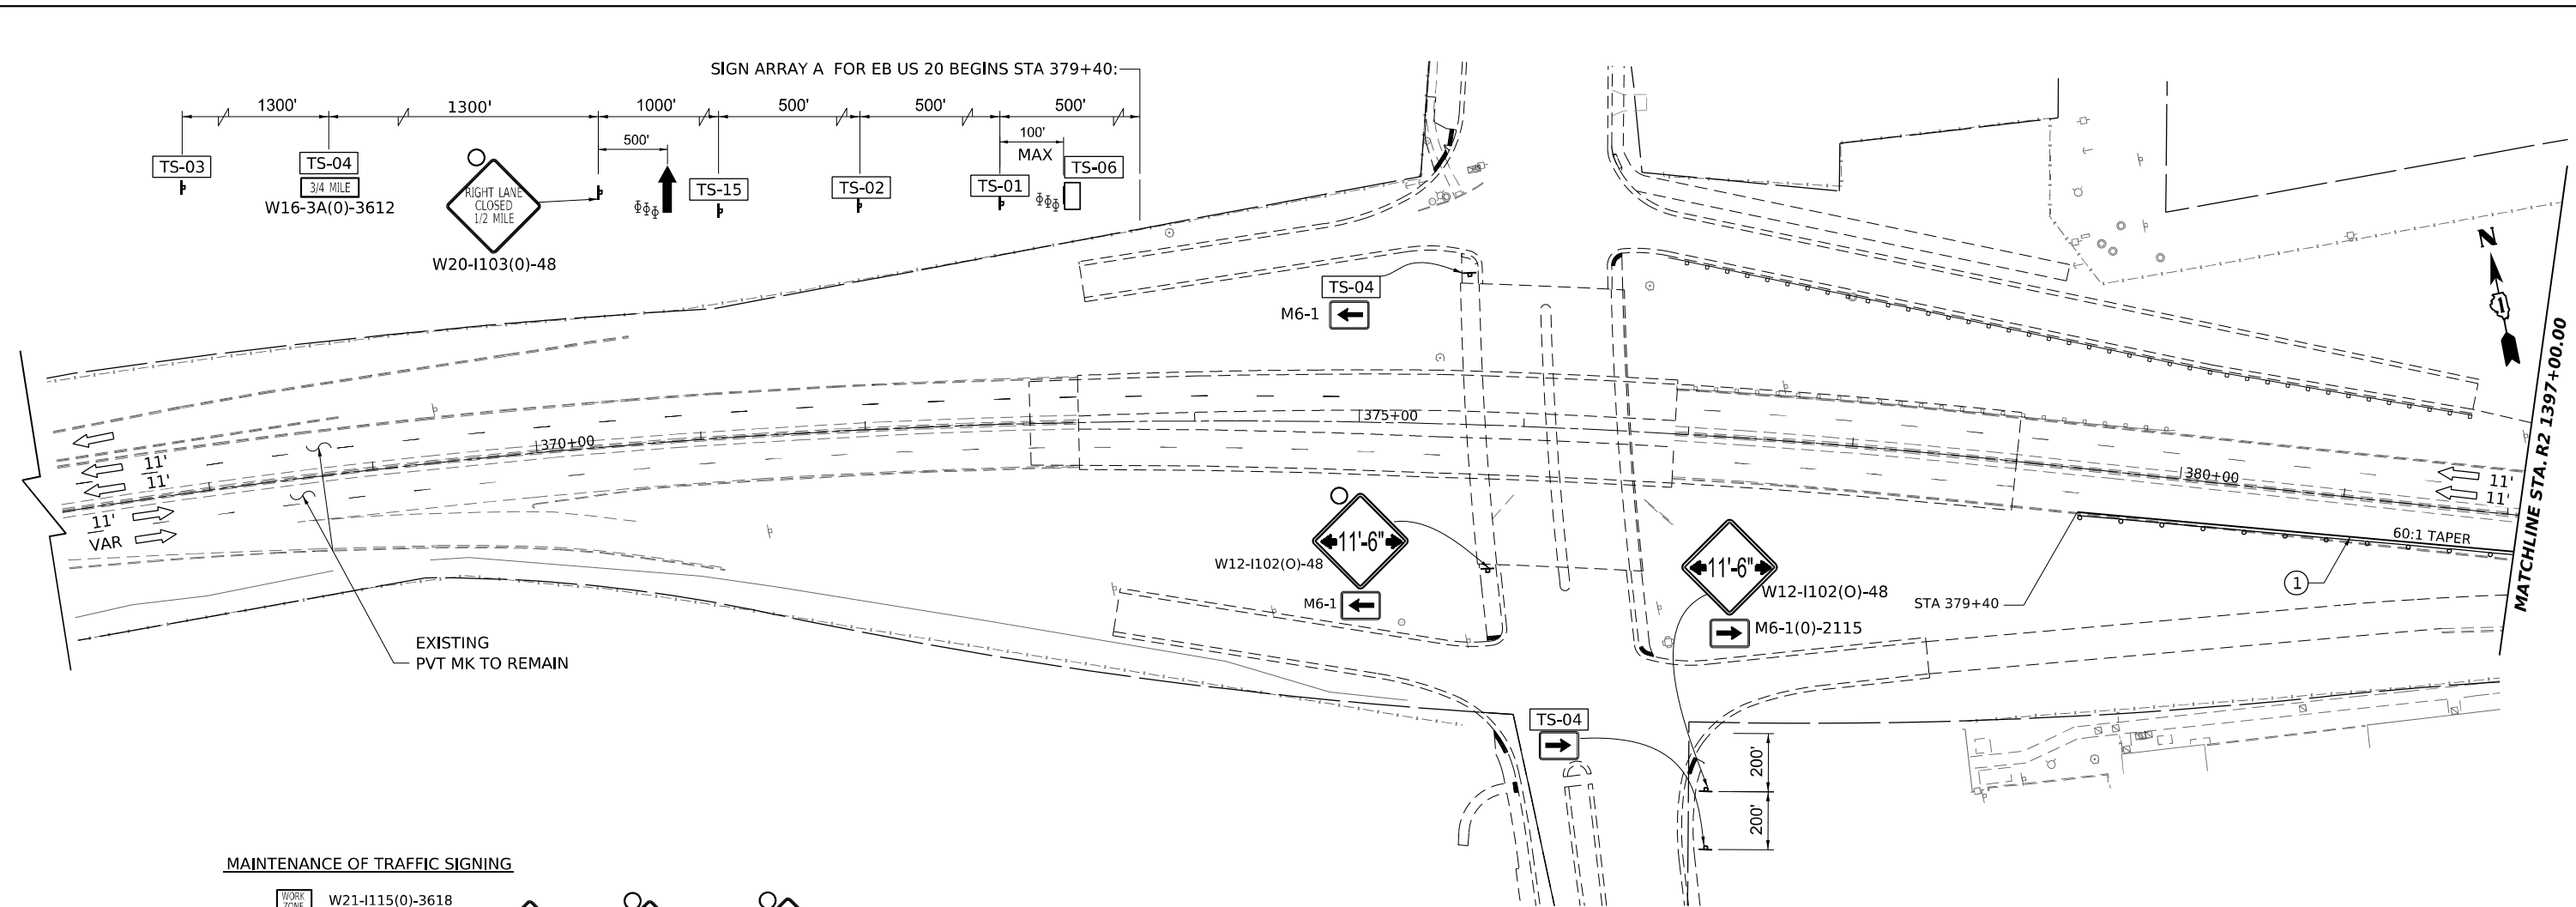 SIGN ARRAY A  FOR EB US 20 BEGINS STA 379+40:
1300'
1300'
1000'
500'
500'
500'
500'
100'
MAX
TS-03
TS-04
3/4 MILE
W16-3A(0)-3612
RIGHT LANE
CLOSED
1/2 MILE
W20-I103(0)-48
TS-15
TS-02
TS-01
TS-06
N
TS-04
M6-1
MATCHLINE STA. R2 1397+00.00
370+00
375+00
380+00
11'
11'
11'
VAR
11'
11'
11'-6"
W12-I102(O)-48
M6-1
11'-6"
W12-I102(O)-48
M6-1(0)-2115
STA 379+40
60:1 TAPER
1
EXISTING
PVT MK TO REMAIN
TS-04
200'
200'
MAINTENANCE OF TRAFFIC SIGNING
WORK
ZONE
W21-I115(0)-3618